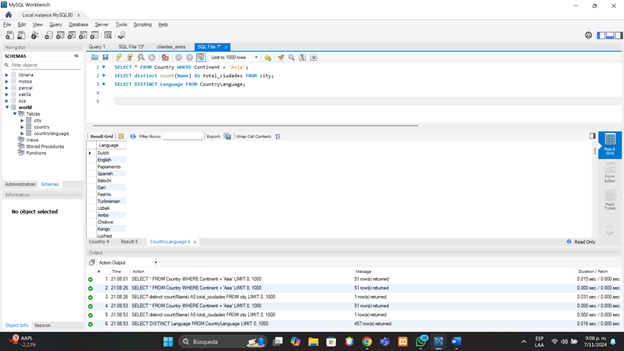 MySQL Workbench
Local instance MySQL80
File Edit View Query Database Server Tools Scripting Help
Navigator
SCHEMAS
Filter objects
libreria
motos
parcial
sakila
sys
world
Tables
city
country
countrylanguage
Views
Stored Procedures
Functions
Administration Schemas
Information
No object selected
Object Info Session
Query 1 SQL File 13* clientes_extra SQL File 7*
Limit to 1000 rows
1 SELECT * FROM Country WHERE Continent = 'Asia';
2 SELECT distinct count(Name) AS total_ciudades FROM city;
3 SELECT DISTINCT Language FROM CountryLanguage;
4
5
Result Grid Filter Rows: Export: Wrap Cell Content:
Language
Dutch
English
Papiamento
Spanish
Balochi
Dari
Pashto
Turkmenian
Uzbek
Ambo
Chokwe
Kongo
Luchazi
Result Grid
Form Editor
Field Types
Country 4 Result 5 CountryLanguage 6
Read Only
Output
Action Output
# Time Action Message Duration / Fetch
1 21:08:01 SELECT * FROM Country WHERE Continent = 'Asia' LIMIT 0, 1000 51 row(s) returned 0.015 sec / 0.000 sec
2 21:08:26 SELECT * FROM Country WHERE Continent = 'Asia' LIMIT 0, 1000 51 row(s) returned 0.000 sec / 0.000 sec
3 21:08:26 SELECT distinct count(Name) AS total_ciudades FROM city LIMIT 0, 1000 1 row(s) returned 0.031 sec / 0.000 sec
4 21:08:53 SELECT * FROM Country WHERE Continent = 'Asia' LIMIT 0, 1000 51 row(s) returned 0.000 sec / 0.000 sec
5 21:08:53 SELECT distinct count(Name) AS total_ciudades FROM city LIMIT 0, 1000 1 row(s) returned 0.000 sec / 0.000 sec
6 21:08:53 SELECT DISTINCT Language FROM CountryLanguage LIMIT 0, 1000 457 row(s) returned 0.016 sec / 0.000 sec
AAPL
-2,23%
Búsqueda
ESP
LAA
9:08 p. m.
7/11/2024